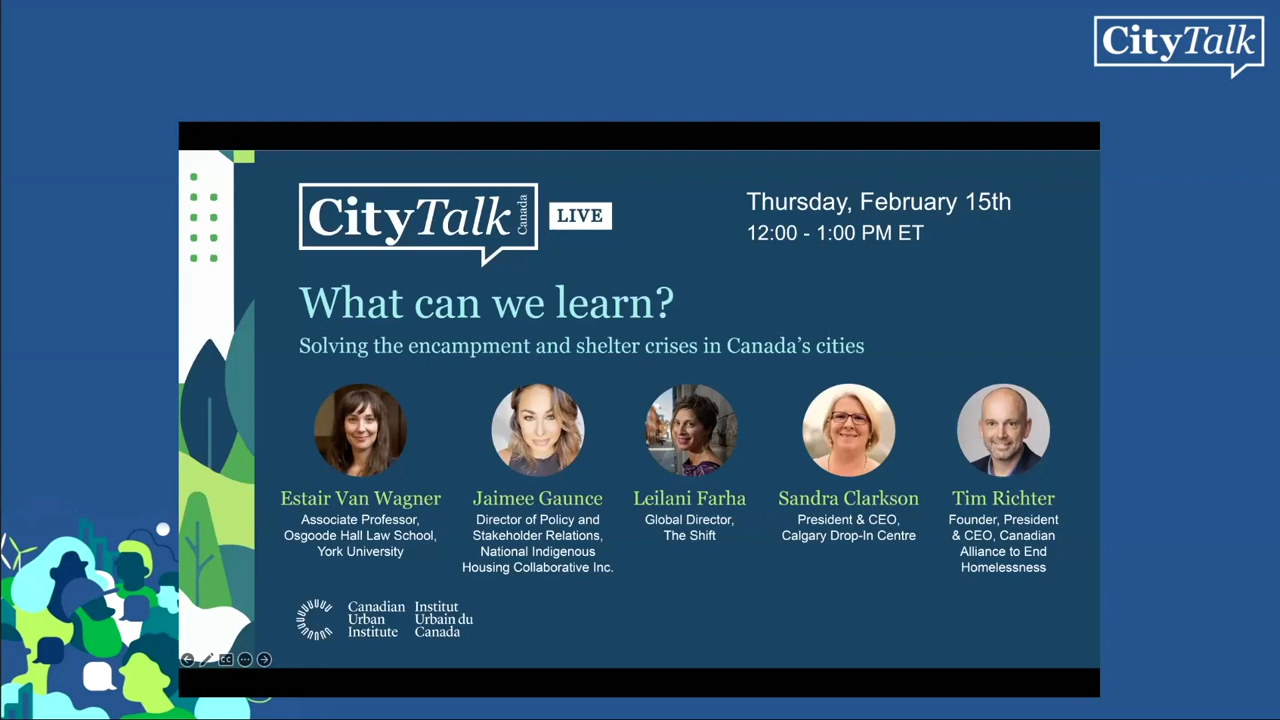 CityTalk
CityTalk Canada
LIVE
Thursday, February 15th
12:00 - 1:00 PM ET
What can we learn?
Solving the encampment and shelter crises in Canada's cities
Estair Van Wagner
Associate Professor,
Osgoode Hall Law School,
York University
Jaimee Gaunce
Director of Policy and
Stakeholder Relations,
National Indigenous
Housing Collaborative Inc.
Leilani Farha
Global Director,
The Shift
Sandra Clarkson
President & CEO,
Calgary Drop-In Centre
Tim Richter
Founder, President
& CEO, Canadian
Alliance to End
Homelessness
Canadian
Urban
Institute
Institut
Urbain du
Canada
CC